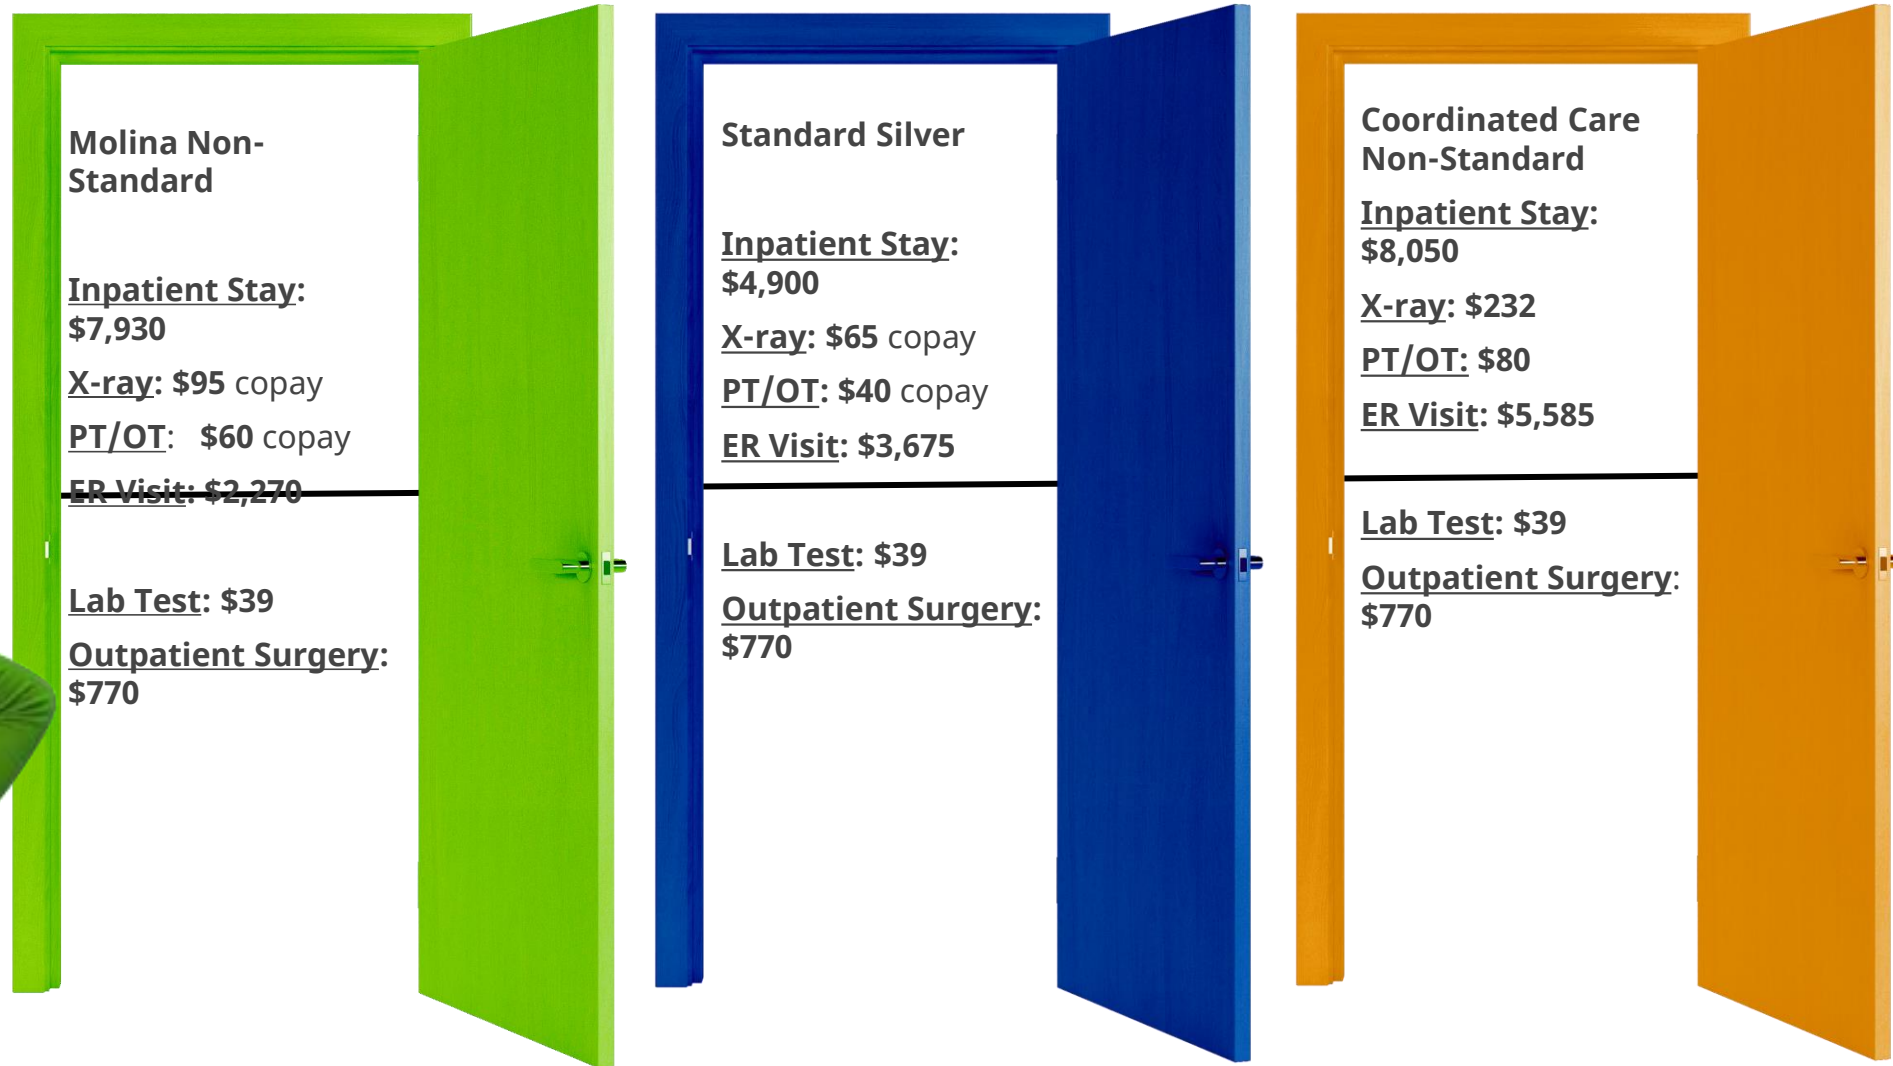 Molina Non-
Standard
Inpatient Stay:
$7,930
X-ray: $95 copay
PT/OT: $60 copay
ER Visit: $2,270
Lab Test: $39
Outpatient Surgery:
$770
Standard Silver
Inpatient Stay:
$4,900
X-ray: $65 copay
PT/OT: $40 copay
ER Visit: $3,675
Lab Test: $39
Outpatient Surgery:
$770
Coordinated Care
Non-Standard
Inpatient Stay:
$8,050
X-ray: $232
PT/OT: $80
ER Visit: $5,585
Lab Test: $39
Outpatient Surgery:
$770